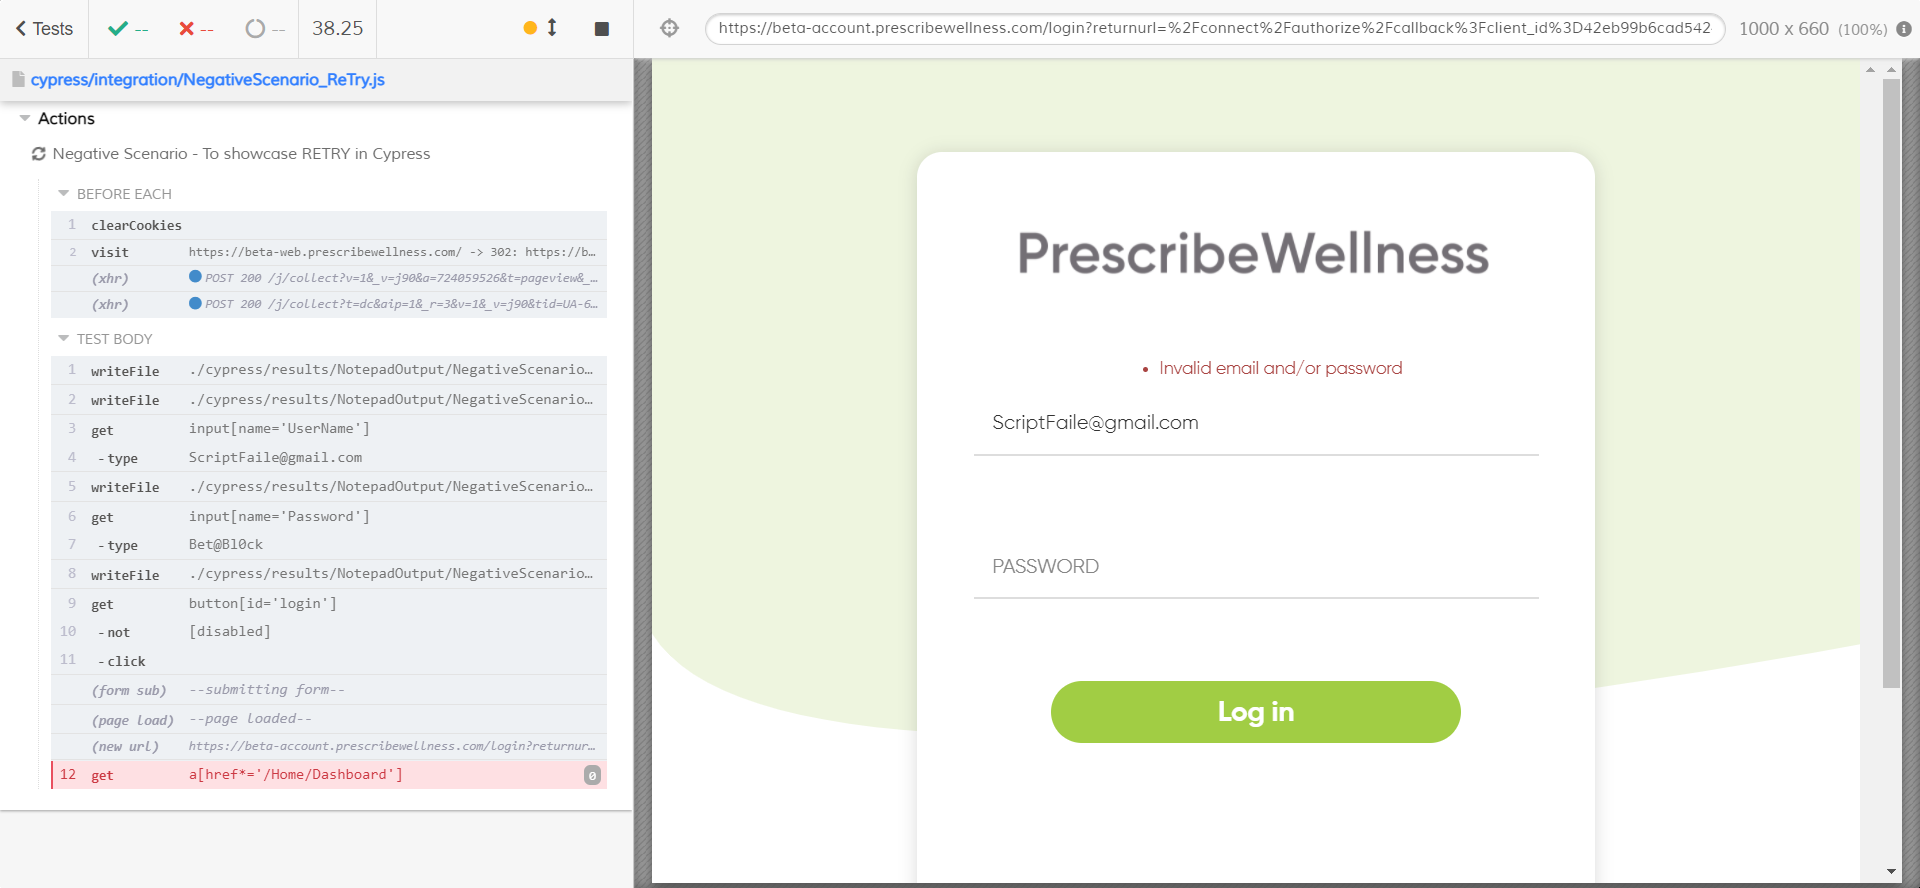 Tests -- -- -- 38.25
https://beta-account.prescribewellness.com/login?returnurl=%2Fconnect%2Fauthorize%2Fcallback%3Fclient_id%3D42eb99b6cad542
1000 x 660 (100%)
cypress/integration/NegativeScenario_ReTry.js
Actions
Negative Scenario - To showcase RETRY in Cypress
BEFORE EACH
1 clearCookies
2 visit https://beta-web.prescribewellness.com/ -> 302: https://b…
(xhr) POST 200 /j/collect?v=1&_v=j90&a=724059526&t=pageview&_…
(xhr) POST 200 /j/collect?t=dc&aip=1&_r=3&v=1&_v=j90&tid=UA-6…
TEST BODY
1 writeFile ./cypress/results/NotepadOutput/NegativeScenario…
2 writeFile ./cypress/results/NotepadOutput/NegativeScenario…
3 get input[name='UserName']
4 -type ScriptFaile@gmail.com
5 writeFile ./cypress/results/NotepadOutput/NegativeScenario…
6 get input[name='Password']
7 -type Bet@Bl0ck
8 writeFile ./cypress/results/NotepadOutput/NegativeScenario…
9 get button[id='login']
10 -not [disabled]
11 -click
(form sub) --submitting form--
(page load) --page loaded--
(new url) https://beta-account.prescribewellness.com/login?returnur…
12 get a[href*='/Home/Dashboard'] 0
PrescribeWellness
• Invalid email and/or password
ScriptFaile@gmail.com
PASSWORD
Log in